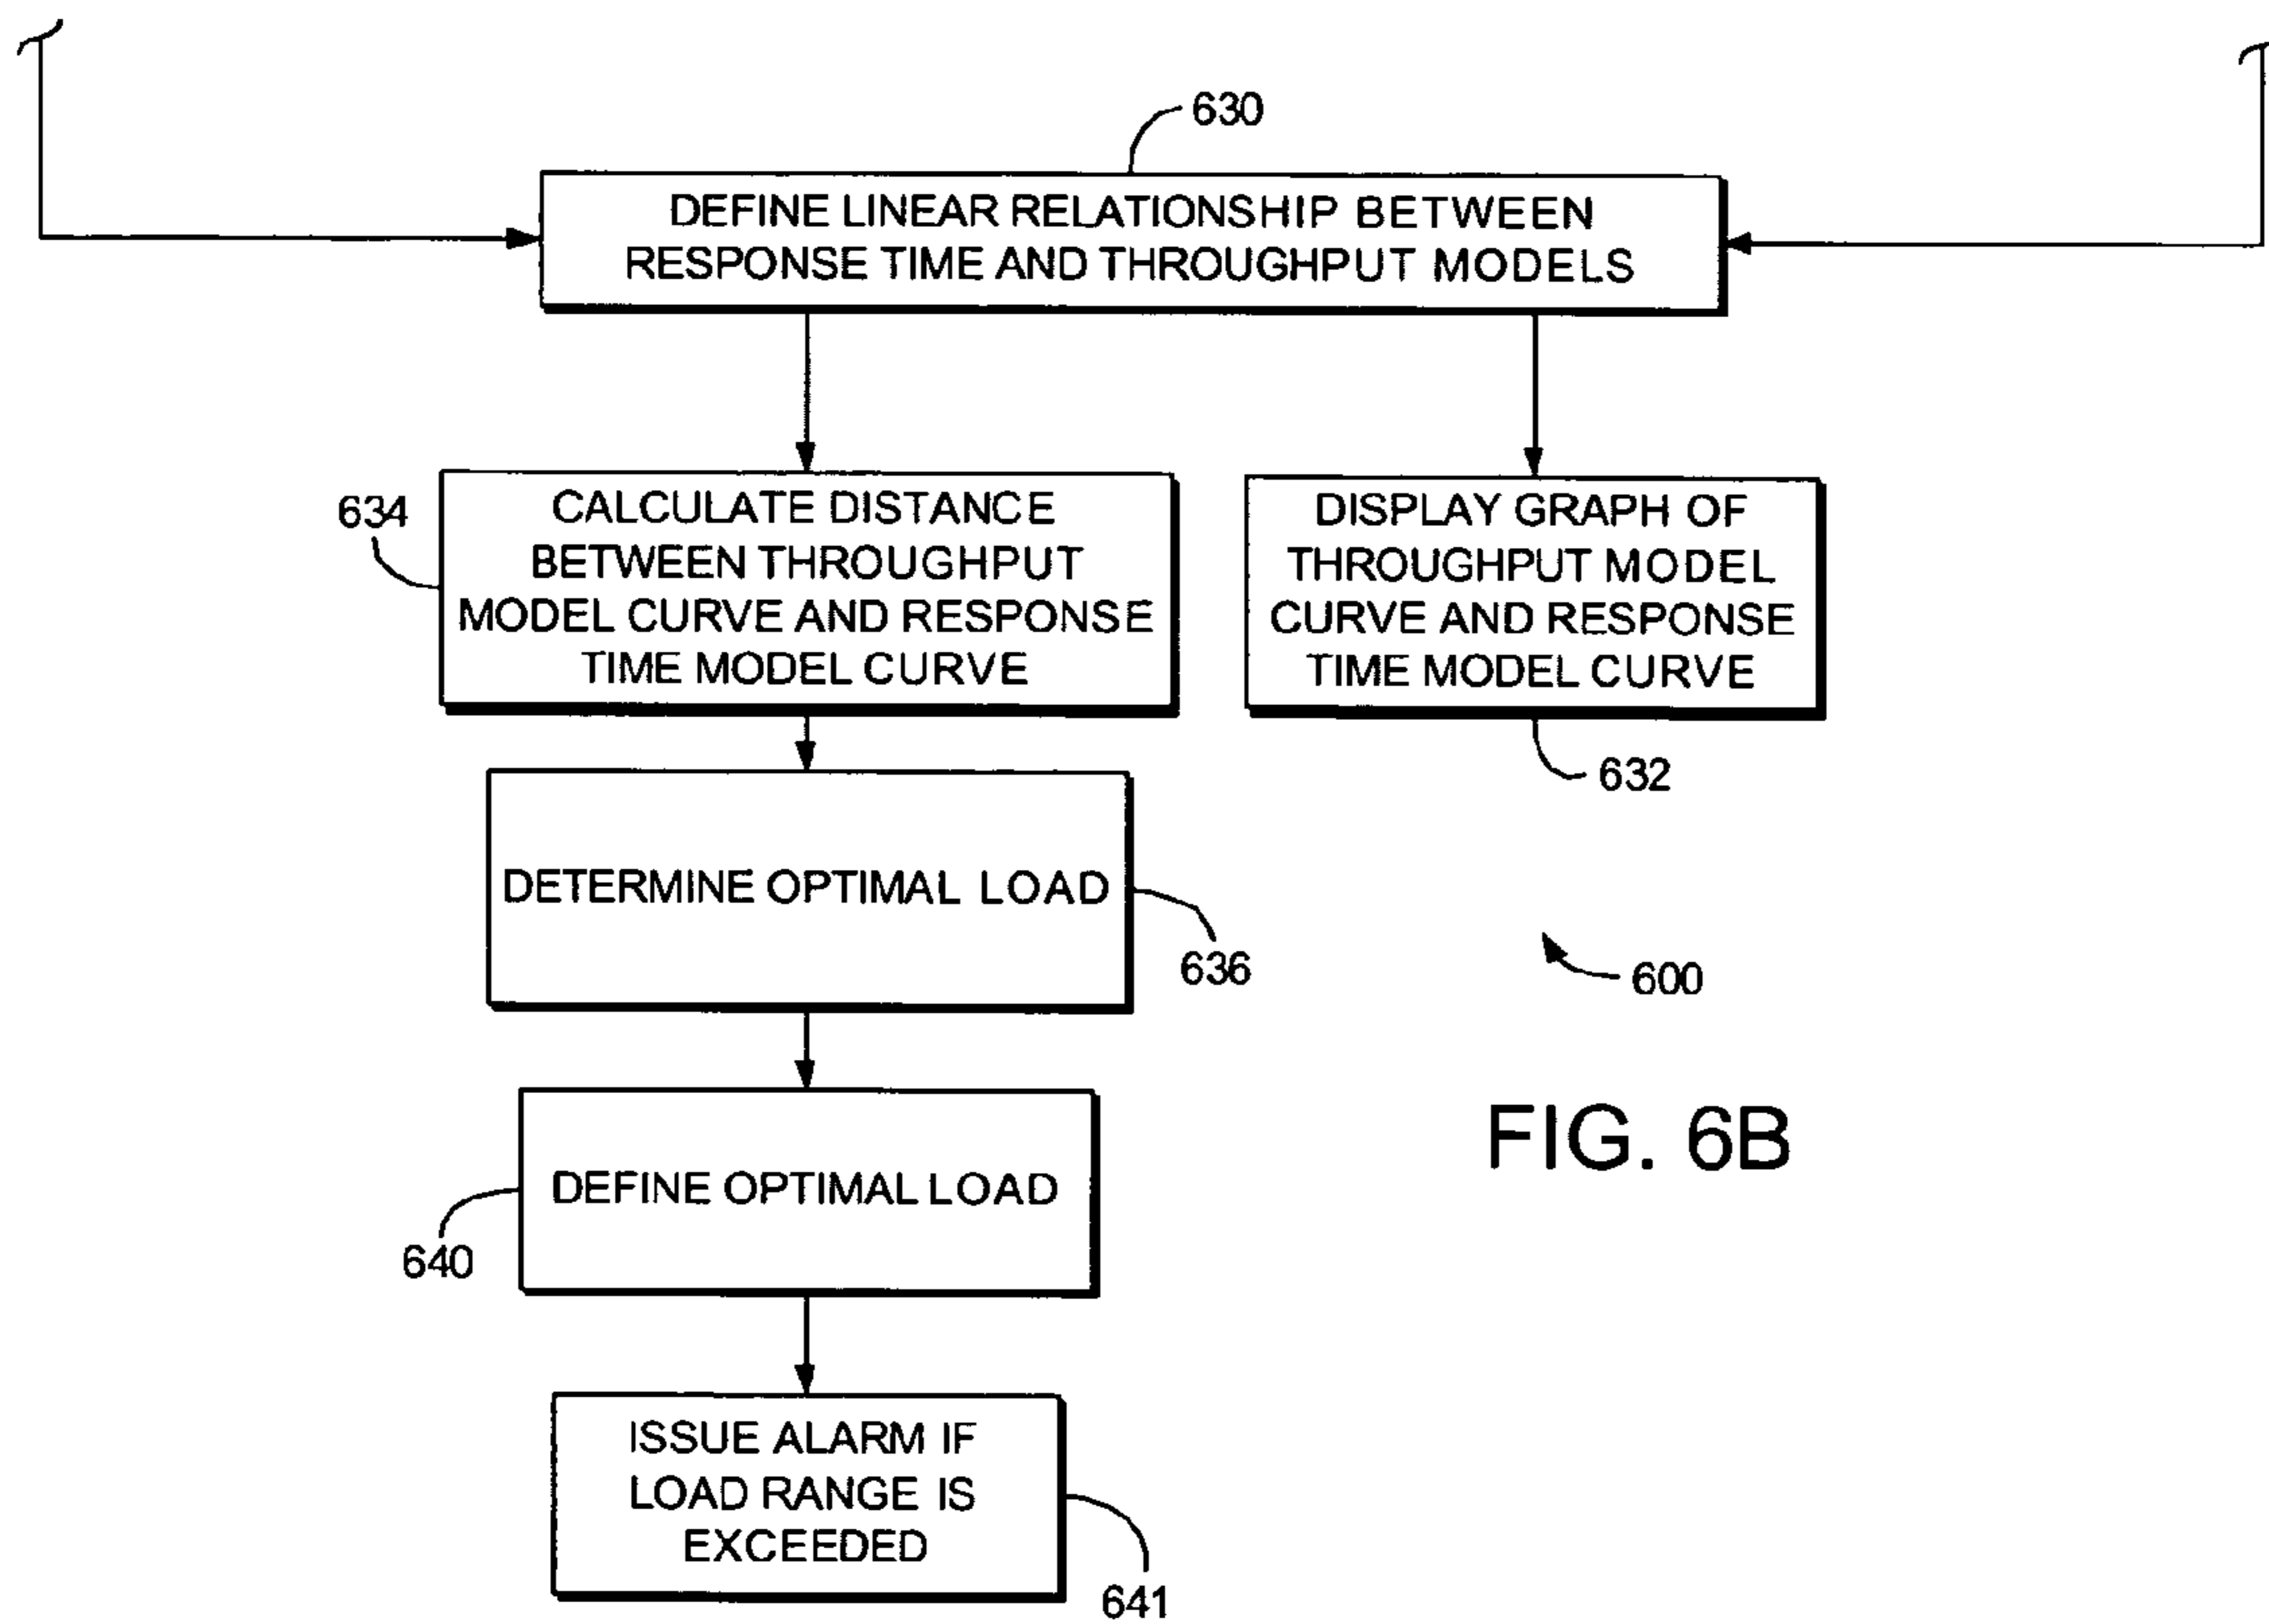 630
DEFINE LINEAR RELATIONSHIP BETWEEN
RESPONSE TIME AND THROUGHPUT MODELS
634
CALCULATE DISTANCE
BETWEEN THROUGHPUT
MODEL CURVE AND RESPONSE
TIME MODEL CURVE
DISPLAY GRAPH OF
THROUGHPUT MODEL
CURVE AND RESPONSE
TIME MODEL CURVE
632
DETERMINE OPTIMAL LOAD
636
600
DEFINE OPTIMAL LOAD
640
FIG. 6B
ISSUE ALARM IF
LOAD RANGE IS
EXCEEDED
641